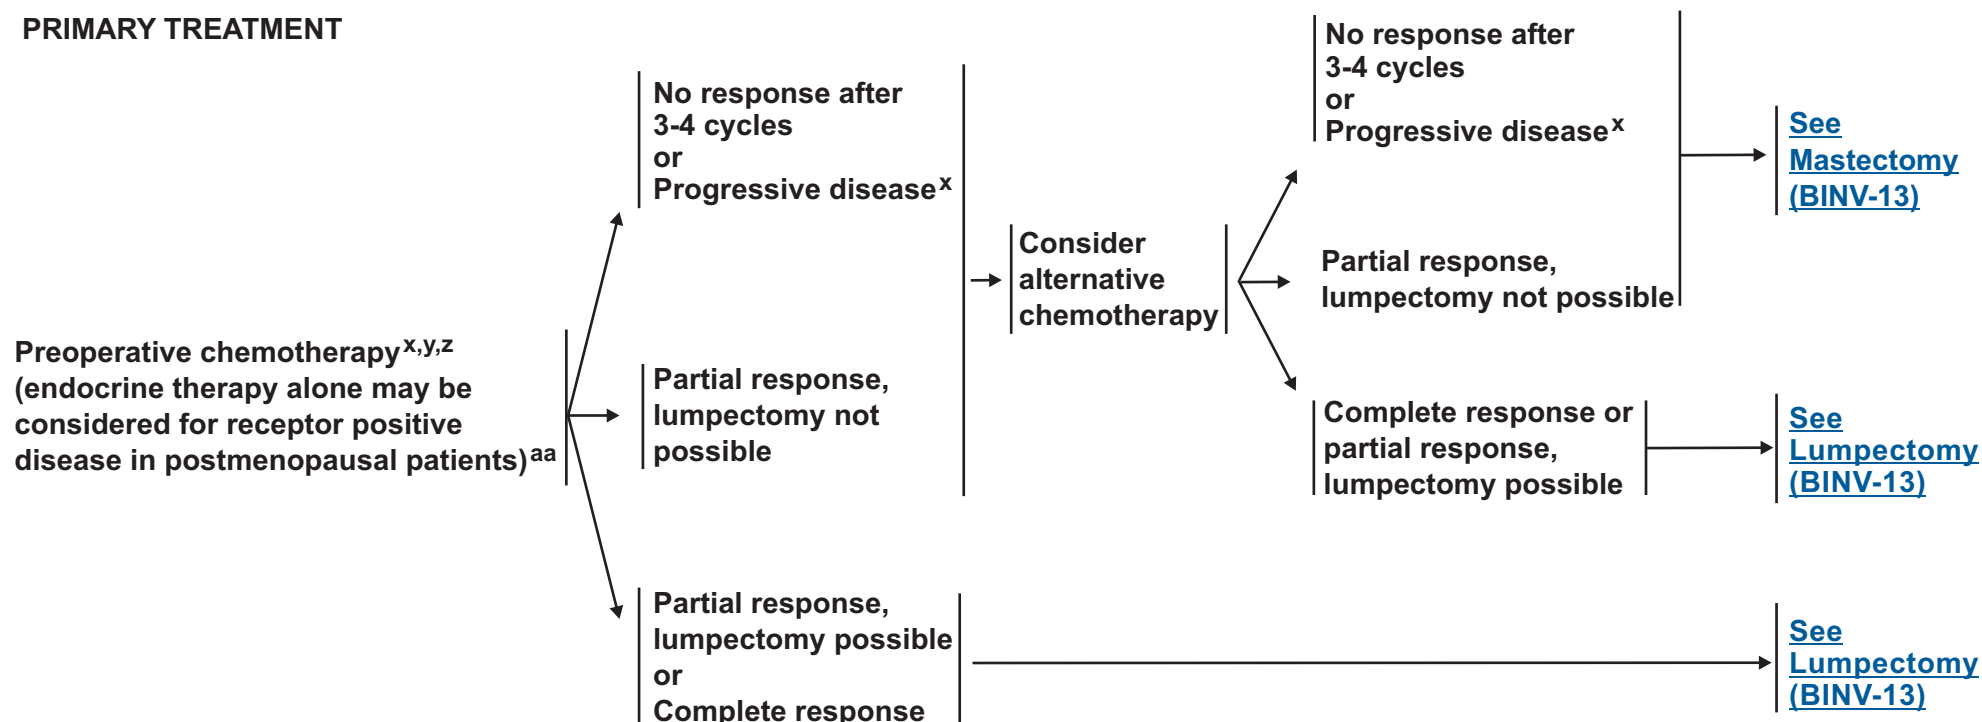 PRIMARY TREATMENT
Preoperative chemotherapy x,y,z
(endocrine therapy alone may be
considered for receptor positive
disease in postmenopausal patients) aa
No response after
3-4 cycles
or
Progressive disease x
Partial response,
lumpectomy not
possible
Partial response,
lumpectomy possible
or
Complete response
Consider
alternative
chemotherapy
No response after
3-4 cycles
or
Progressive disease x
Partial response,
lumpectomy not possible
Complete response or
partial response,
lumpectomy possible
See
Mastectomy
(BINV-13)
See
Lumpectomy
(BINV-13)
See
Lumpectomy
(BINV-13)